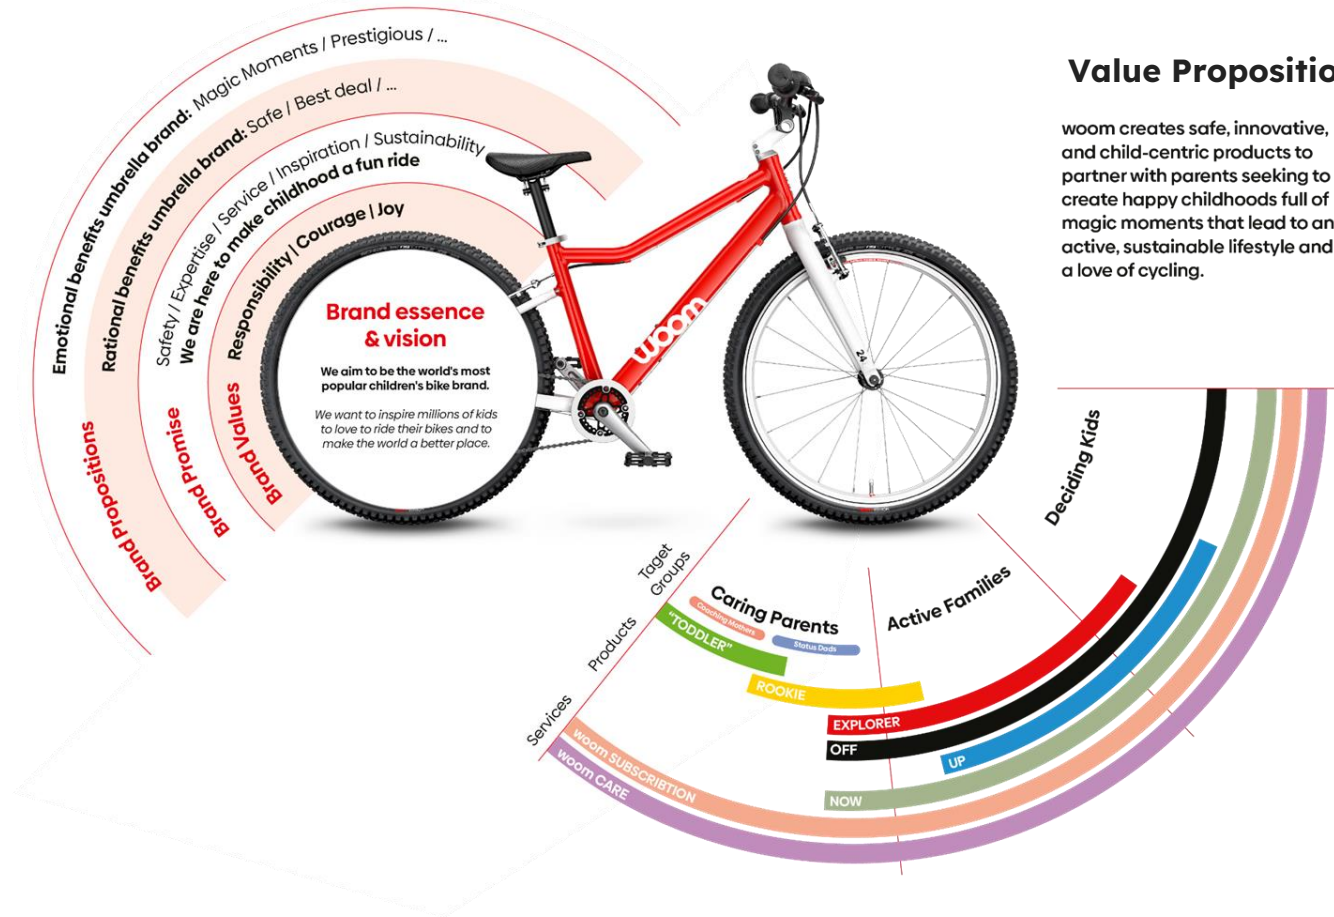 Emotional benefits umbrella brand: Magic Moments / Prestigious / ...
Rational benefits umbrella brand: Safe / Best deal / ...
Brand Propositions
Safety / Expertise / Service / Inspiration / Sustainability
We are here to make childhood a fun ride
Brand Promise
Responsibility | Courage | Joy
Brand Values
Brand essence
& vision
We aim to be the world's most
popular children's bike brand.
We want to inspire millions of kids
to love to ride their bikes and to
make the world a better place.
woom
24
Value Propositio
woom creates safe, innovative,
and child-centric products to
partner with parents seeking to
create happy childhoods full of
magic moments that lead to an
active, sustainable lifestyle and
a love of cycling.
Taget
Groups
Caring Parents
Coaching Mothers
Status Dads
Active Families
Deciding Kids
Products
"TODDLER"
ROOKIE
EXPLORER
OFF
UP
NOW
Services
woom SUBSCRIBTION
woom CARE